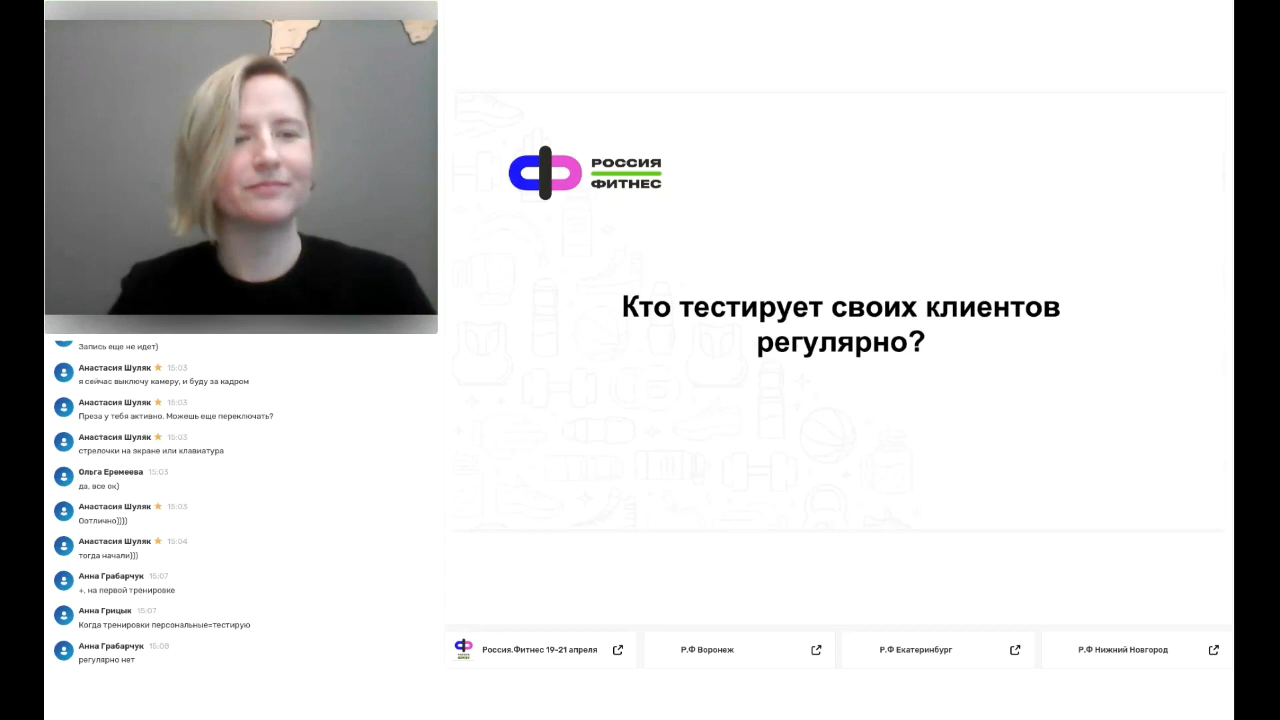 РОССИЯ
ФИТНЕС
Кто тестирует своих клиентов
регулярно?
Запись еще не идет)
Анастасия Шуляк 15:03
я сейчас выключу камеру, и буду за кадром
Анастасия Шуляк 15:03
Преза у тебя активно. Можешь еще переключать?
Анастасия Шуляк 15:03
стрелочки на экране или клавиатура
Ольга Еремеева 15:03
да, все ок)
Анастасия Шуляк 15:03
Оотлично))))
Анастасия Шуляк 15:04
тогда начали)))
Анна Грабарчук 15:07
+, на первой тренировке
Анна Грицык 15:07
Когда тренировки персональные=тестирую
Анна Грабарчук 15:08
регулярно нет
Россия.Фитнес 19-21 апреля
Р.Ф Воронеж
Р.Ф Екатеринбург
Р.Ф Нижний Новгород